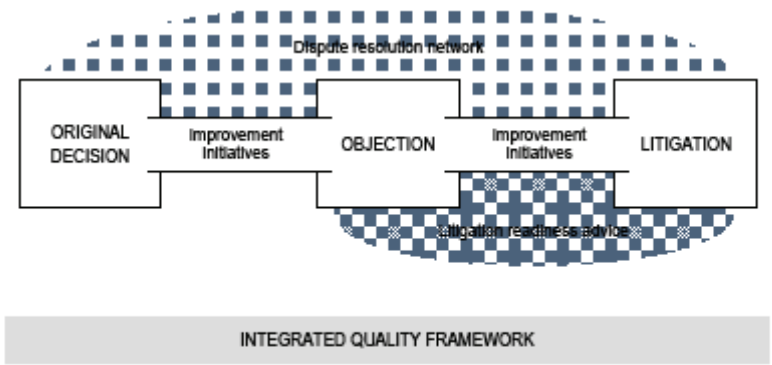 Dispute resolution network
ORIGINAL
DECISION
Improvement
Initiatives
OBJECTION
Improvement
Initiatives
LITIGATION
Litigation readiness advice
INTEGRATED QUALITY FRAMEWORK